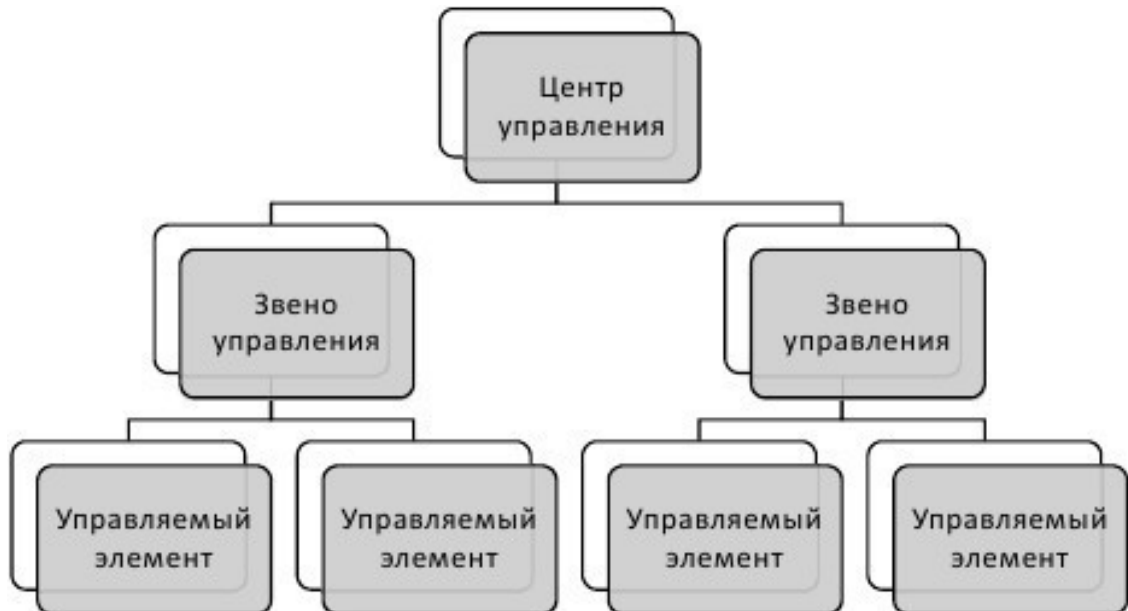 Центр
управления
Звено
управления
Звено
управления
Управляемый
элемент
Управляемый
элемент
Управляемый
элемент
Управляемый
элемент